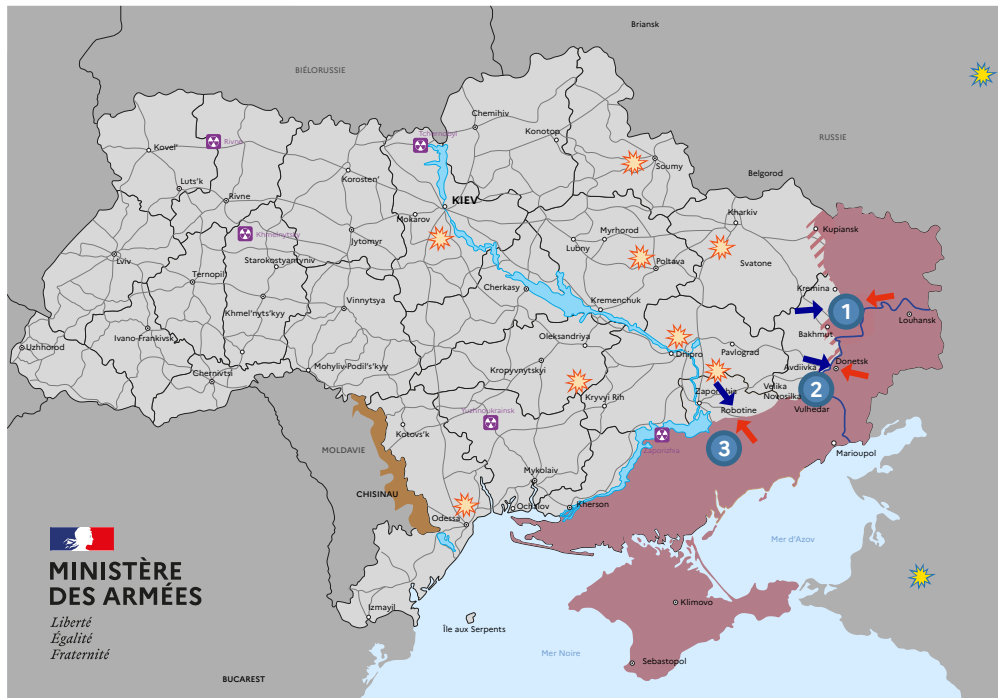 Briansk
BIÉLORUSSIE
Chemihiv
Konotop
Tchernobyl
RUSSIE
Kovel'
Rivne
Soumy
Belgorod
Korosten'
Luts'k
Rivne
KIEV
Makarov
Kharkiv
Kupiansk
Khmelnytsky
Jytomyr
Myrhorod
Lubny
Lviv
Starokostyantyniv
Poltava
Svatone
Ternopil
Cherkasy
Kremina
Vinnytsya
Kremenchuk
1
Khmel'nyts'kyy
Louhansk
Ivano-Frankivsk
Oleksandriya
Bakhmut
Uzhhorod
Dnipro
Pavlograd
Donetsk
Mohyliv-Podil's'kyy
Kropyvnytskyi
Avdiivka
Chernivtsi
Zaporizhia
Velika
Novosilka
2
Kryvyi Rih
Robotine
Vulhedar
Yuzhnoukrainsk
Kotovs'k
3
MOLDAVIE
Zaporizhia
Marioupol
Mykolaiv
CHISINAU
Ochakov
Kherson
Odessa
Mer d'Azov
MINISTÈRE
DES ARMÉES
Liberté
Égalité
Fraternité
Izmayil
Klimovo
Île aux Serpents
Mer Noire
Sebastopol
BUCAREST